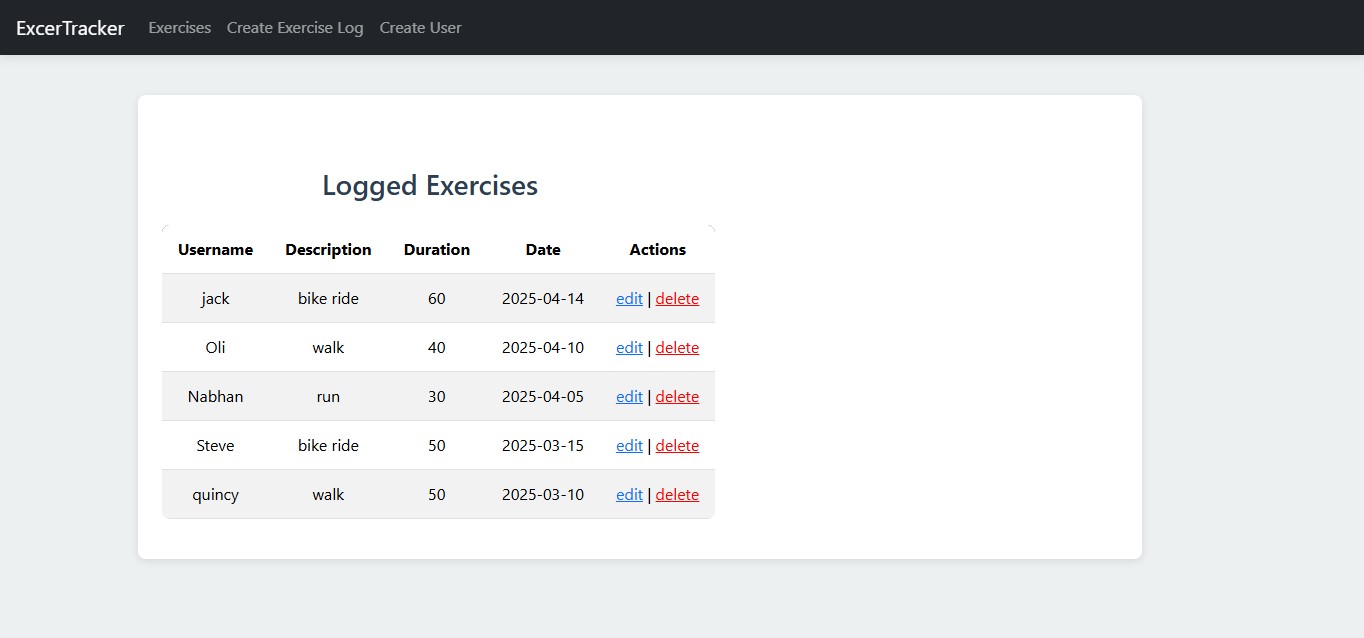 ExcerTracker Exercises Create Exercise Log Create User
Logged Exercises
Username Description Duration Date Actions
jack bike ride 60 2025-04-14 edit | delete
Oli walk 40 2025-04-10 edit | delete
Nabhan run 30 2025-04-05 edit | delete
Steve bike ride 50 2025-03-15 edit | delete
quincy walk 50 2025-03-10 edit | delete